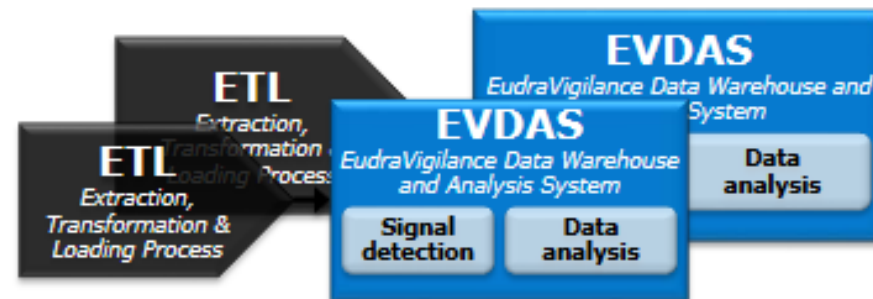 ETL
Extraction,
Transformation &
Loading Process
EVDAS
EudraVigilance Data Warehouse and
System
Data
analysis
ETL
Extraction,
Transformation &
Loading Process
EVDAS
EudraVigilance Data Warehouse
and Analysis System
Signal
detection
Data
analysis